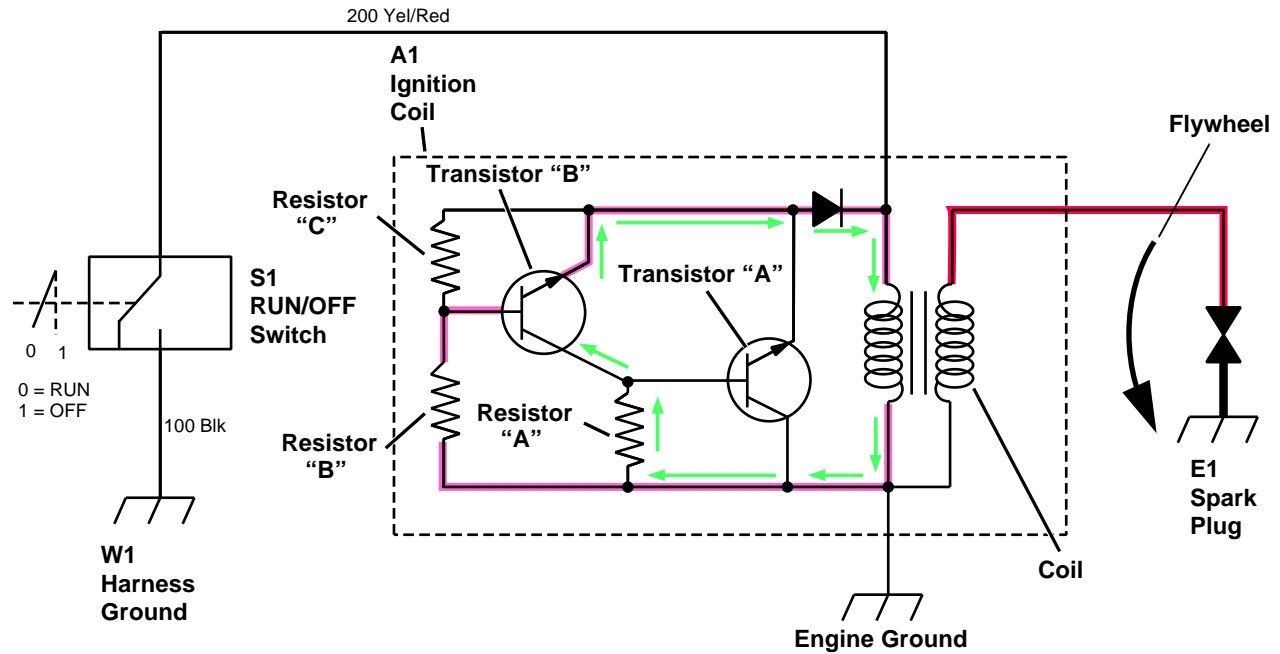 200 Yel/Red
A1
Ignition
Coil
Flywheel
Transistor “B”
Resistor
“C”
Transistor “A”
S1
RUN/OFF
Switch
0 1
0 = RUN
1 = OFF
100 Blk
Resistor
“A”
Resistor
“B”
E1
Spark
Plug
W1
Harness
Ground
Coil
Engine Ground